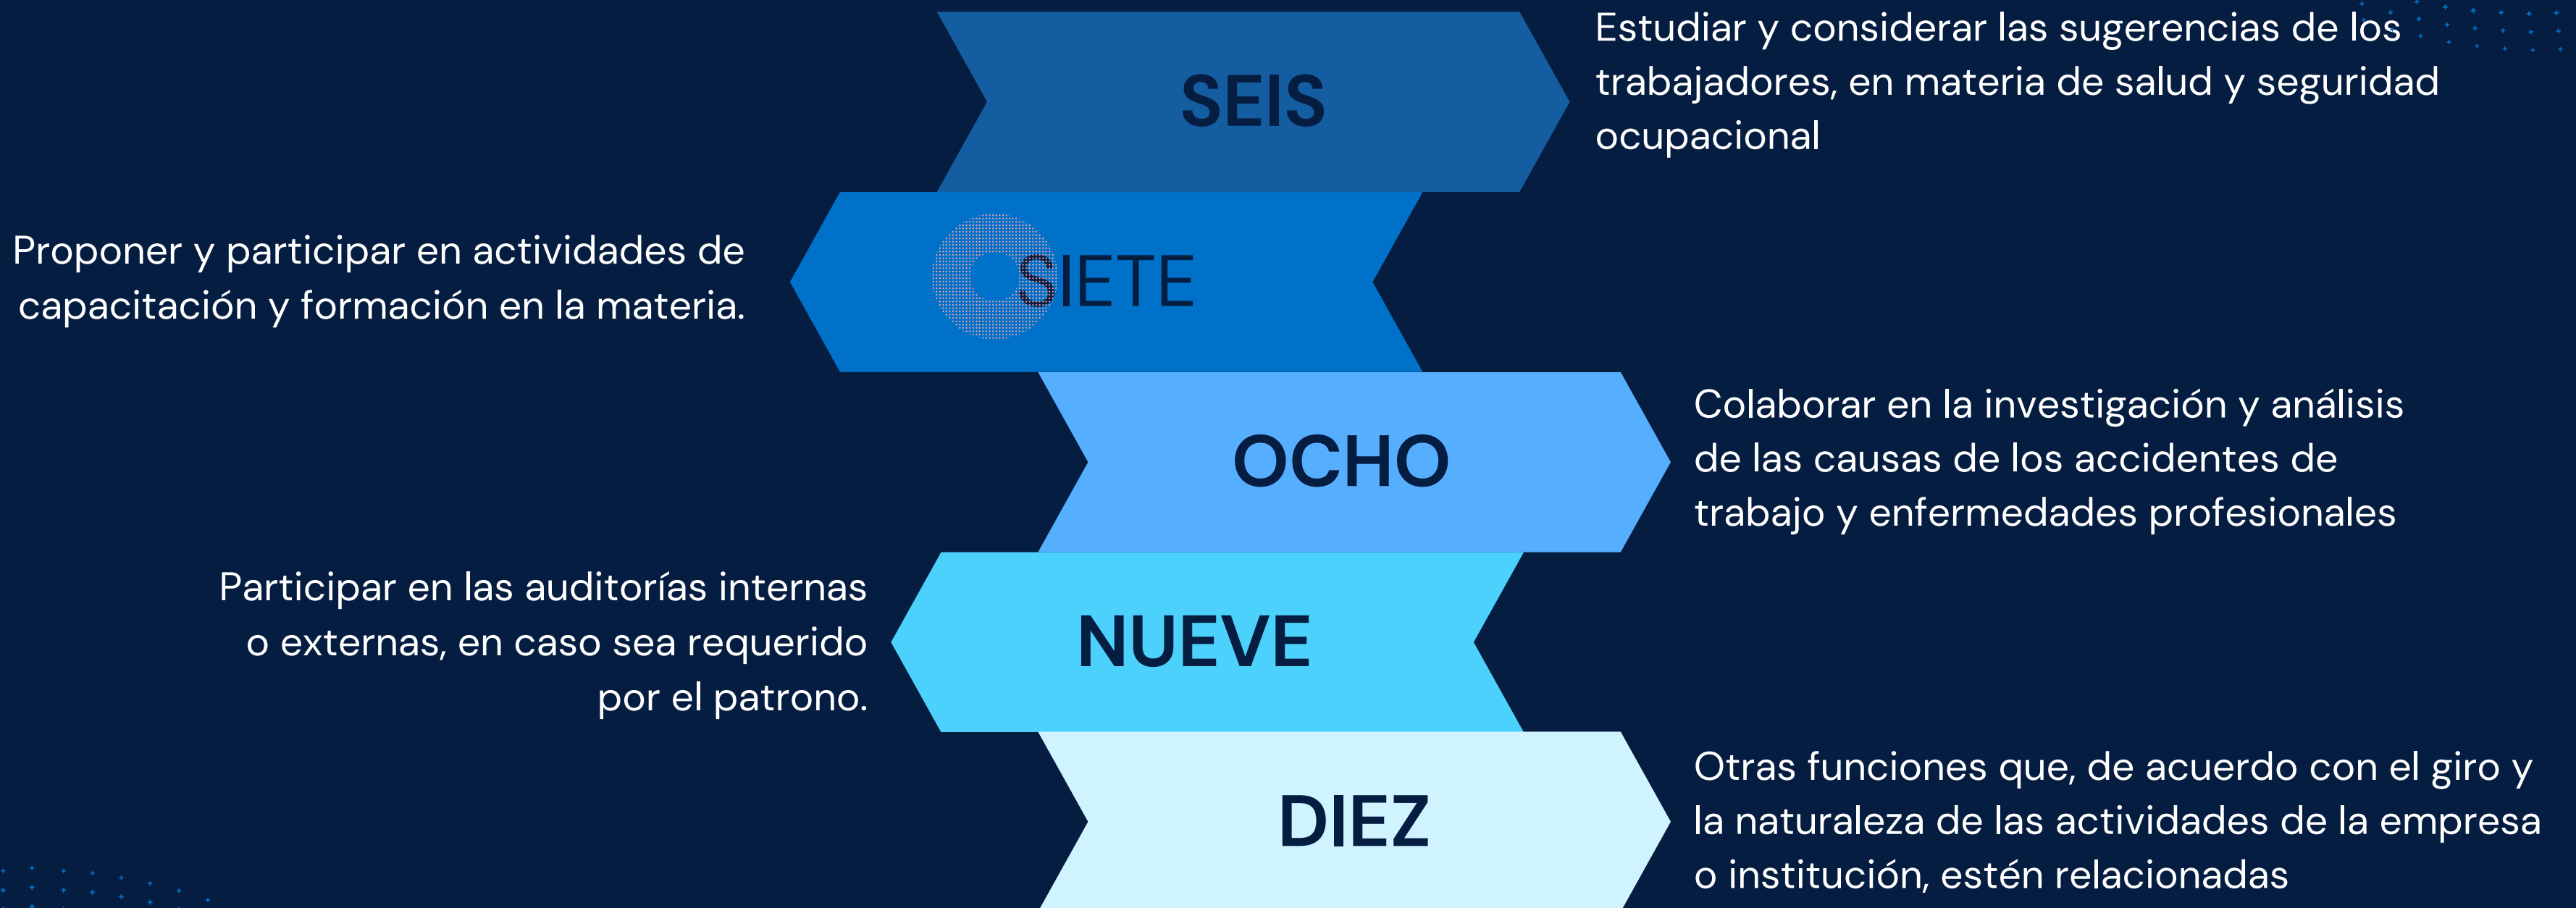 SEIS
Estudiar y considerar las sugerencias de los
trabajadores, en materia de salud y seguridad
ocupacional
Proponer y participar en actividades de
capacitación y formación en la materia.
SIETE
OCHO
Colaborar en la investigación y análisis
de las causas de los accidentes de
trabajo y enfermedades profesionales
Participar en las auditorías internas
o externas, en caso sea requerido
por el patrono.
NUEVE
DIEZ
Otras funciones que, de acuerdo con el giro y
la naturaleza de las actividades de la empresa
o institución, estén relacionadas